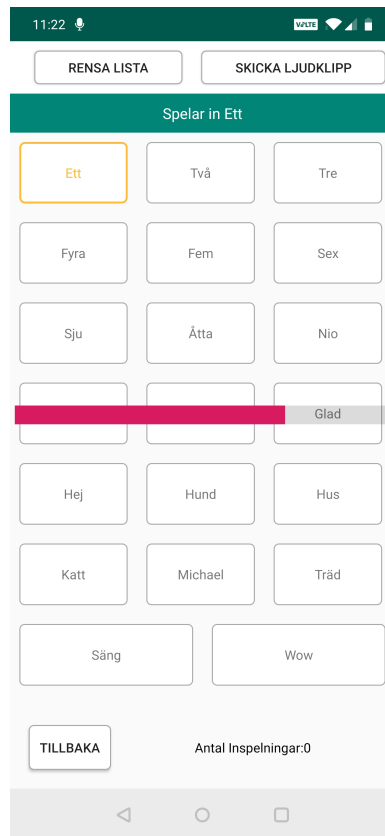 11:22 VoLTE
RENSA LISTA SKICKA LJUDKLIPP
Spelar in Ett
Ett Två Tre
Fyra Fem Sex
Sju Åtta Nio
Glad
Hej Hund Hus
Katt Michael Träd
Säng Wow
TILLBAKA Antal Inspelningar:0